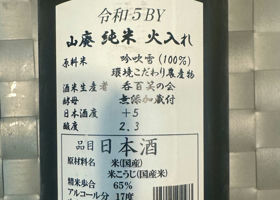 令和5BY
山廃 純米 火入れ
原料米 吟吹雪(100%)
環境こだわり農産物
酒米生産者 呑百笑の会
酵母 無添加蔵付
日本酒度 +5
酸度 2.3
品目 日本酒
原材料名 米(国産)
米こうじ(国産米)
精米歩合 65%
アルコール分 17度